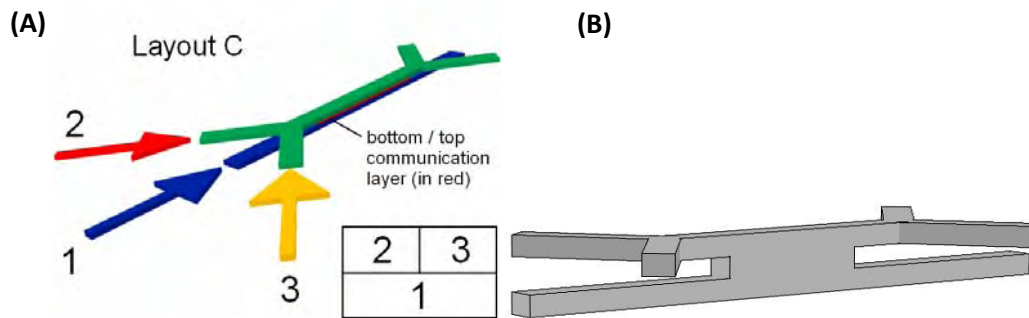 (A)
(B)
Layout C
2
bottom / top
communication
layer (in red)
1
3
2 3
1